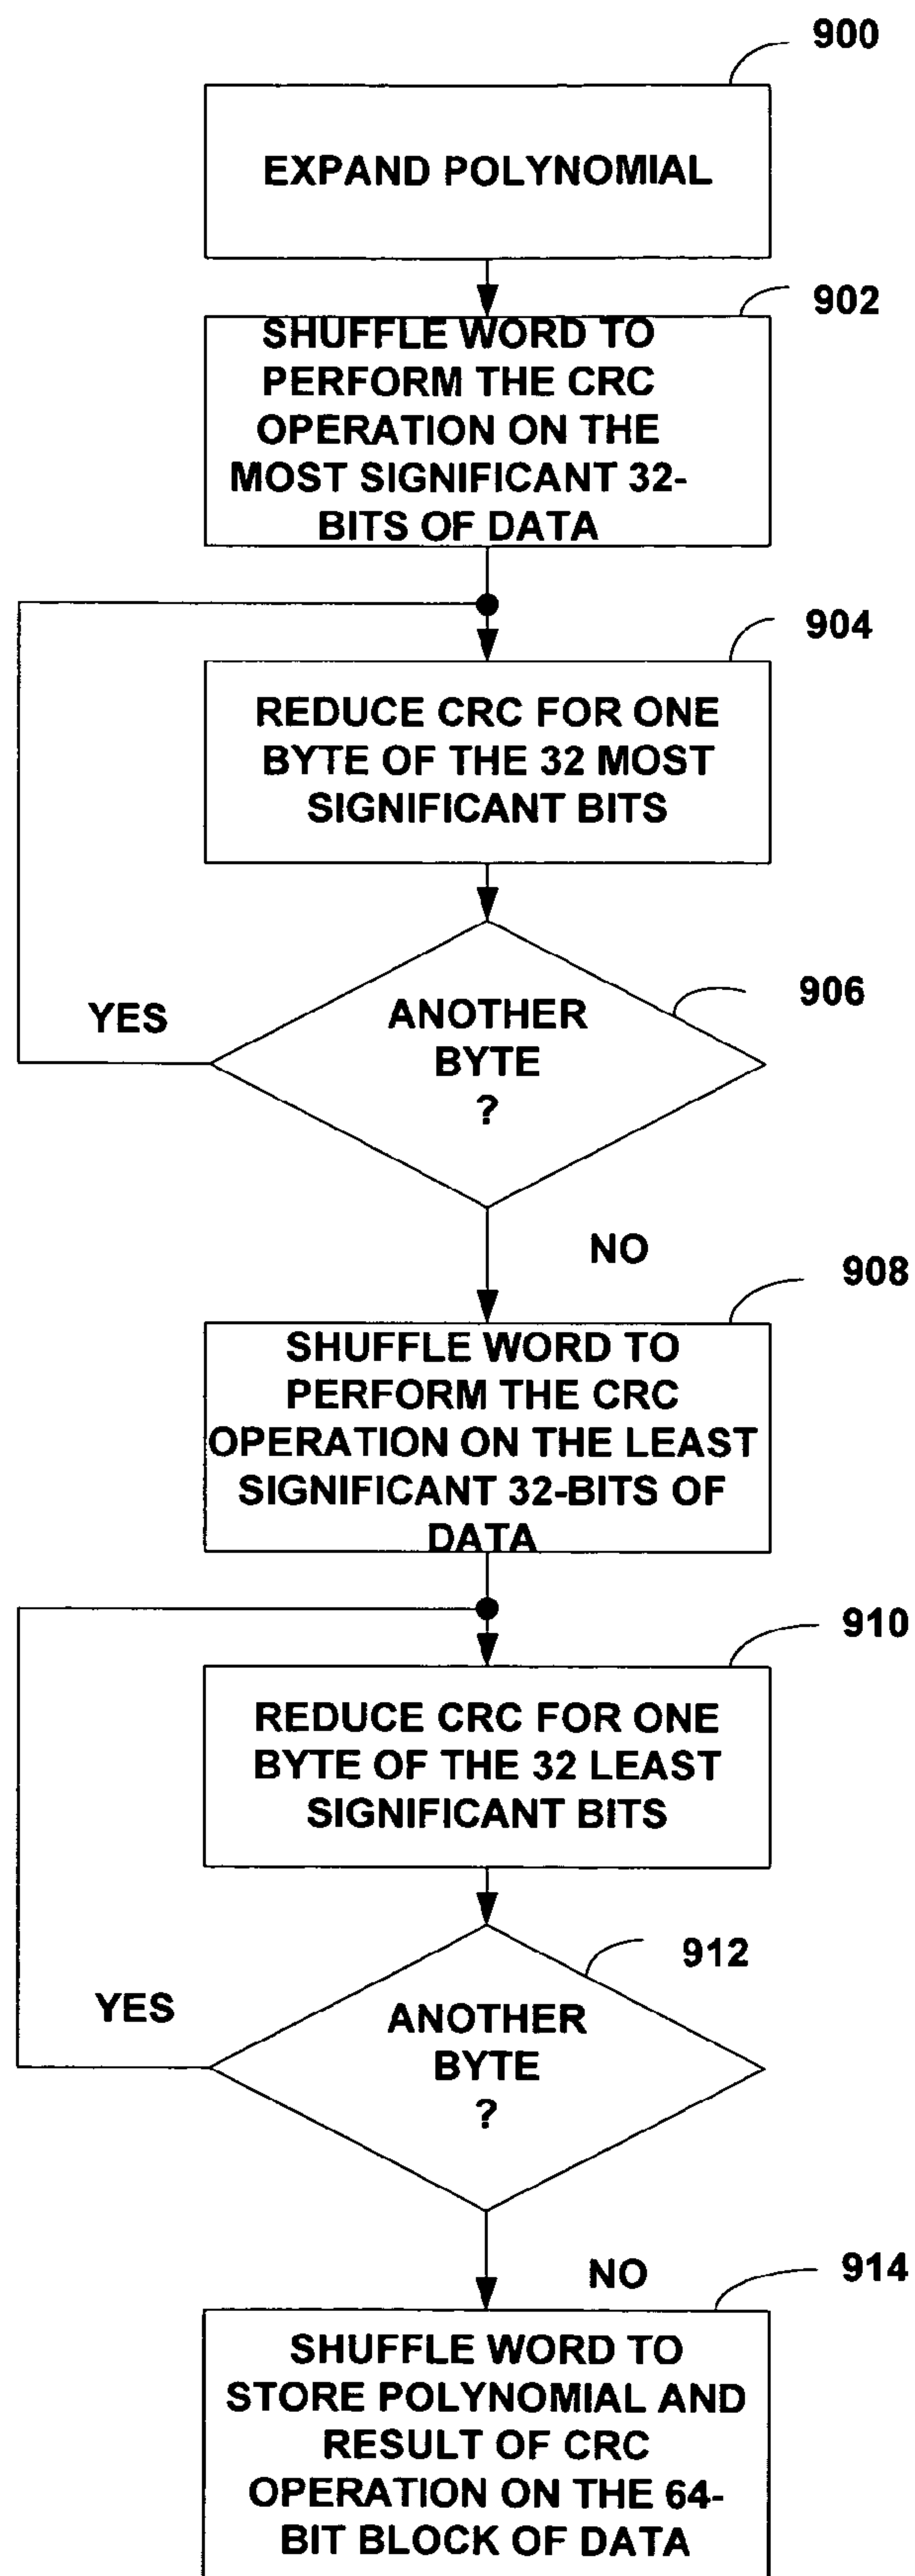 900
EXPAND POLYNOMIAL
902
SHUFFLE WORD TO
PERFORM THE CRC
OPERATION ON THE
MOST SIGNIFICANT 32-
BITS OF DATA
904
REDUCE CRC FOR ONE
BYTE OF THE 32 MOST
SIGNIFICANT BITS
906
YES
ANOTHER
BYTE
?
NO
908
SHUFFLE WORD TO
PERFORM THE CRC
OPERATION ON THE LEAST
SIGNIFICANT 32-BITS OF
DATA
910
REDUCE CRC FOR ONE
BYTE OF THE 32 LEAST
SIGNIFICANT BITS
912
YES
ANOTHER
BYTE
?
NO
914
SHUFFLE WORD TO
STORE POLYNOMIAL AND
RESULT OF CRC
OPERATION ON THE 64-
BIT BLOCK OF DATA